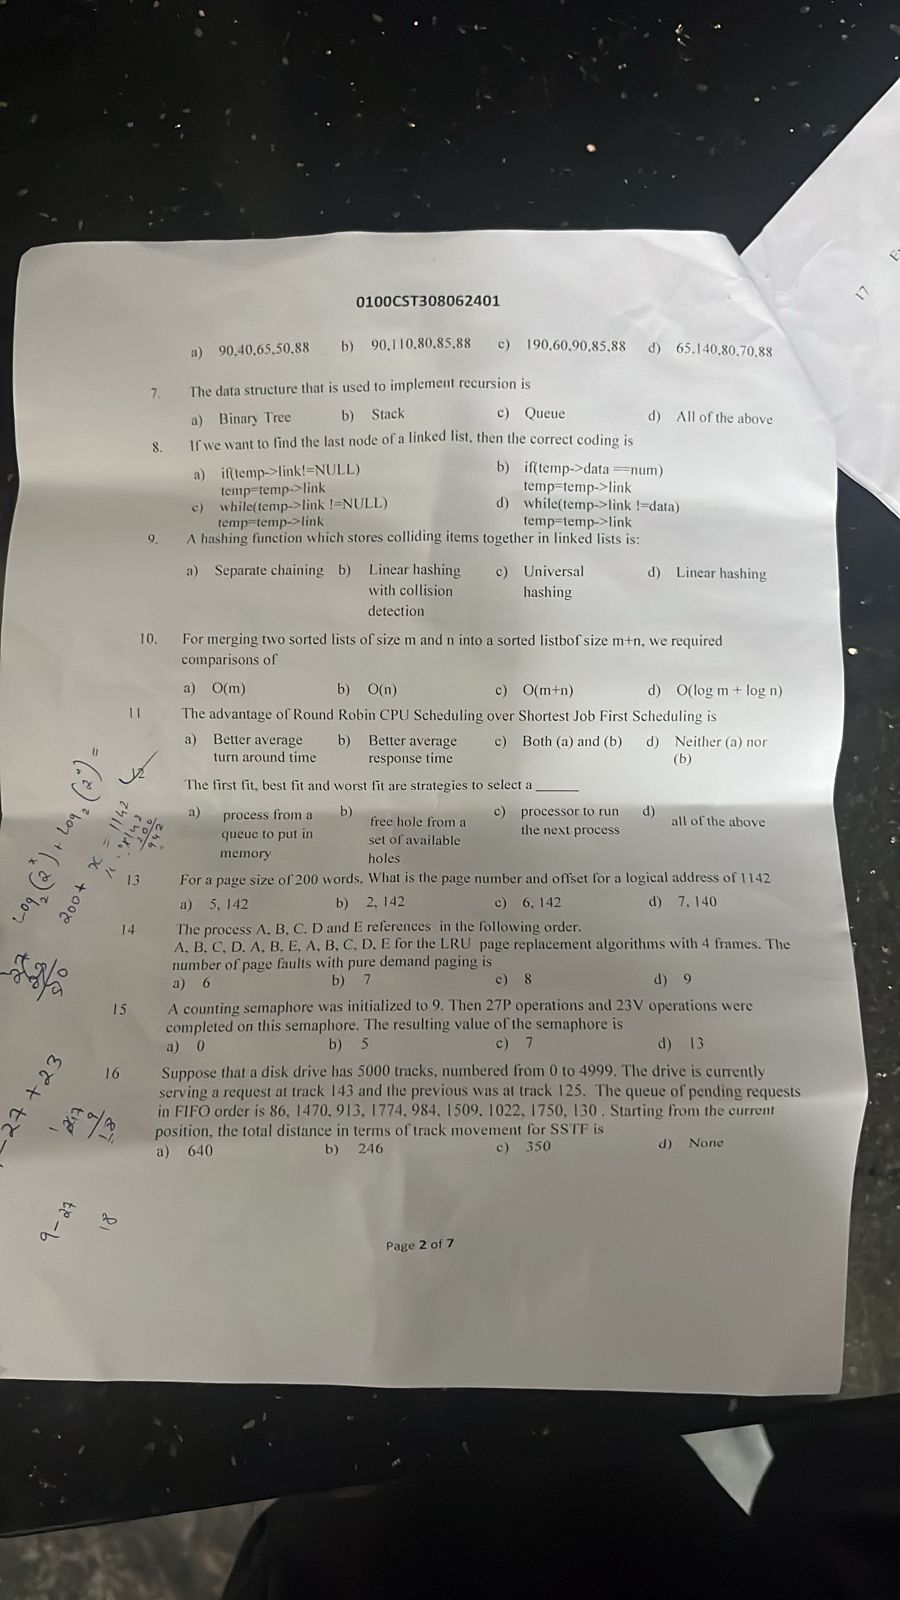 0100CST308062401
a) 90,40,65,50,88 b) 90,110,80,85,88 c) 190,60,90,85,88 d) 65,140,80,70,88
7. The data structure that is used to implement recursion is
a) Binary Tree b) Stack c) Queue d) All of the above
8. If we want to find the last node of a linked list, then the correct coding is
a) if(temp->link!=NULL) b) if(temp->data ==num)
temp=temp->link temp=temp->link
c) while(temp->link !=NULL) d) while(temp->link !=data)
temp=temp->link temp=temp->link
9. A hashing function which stores colliding items together in linked lists is:
a) Separate chaining b) Linear hashing c) Universal d) Linear hashing
with collision hashing
detection
10. For merging two sorted lists of size m and n into a sorted listbof size m+n, we required
comparisons of
a) O(m) b) O(n) c) O(m+n) d) O(log m + log n)
11 The advantage of Round Robin CPU Scheduling over Shortest Job First Scheduling is
a) Better average b) Better average c) Both (a) and (b) d) Neither (a) nor
turn around time response time (b)
The first fit, best fit and worst fit are strategies to select a ______
a) process from a b) free hole from a c) processor to run d) all of the above
queue to put in set of available the next process
memory holes
13 For a page size of 200 words, What is the page number and offset for a logical address of 1142
a) 5, 142 b) 2, 142 c) 6, 142 d) 7, 140
14 The process A, B, C, D and E references in the following order.
A, B, C, D, A, B, E, A, B, C, D, E for the LRU page replacement algorithms with 4 frames. The
number of page faults with pure demand paging is
a) 6 b) 7 c) 8 d) 9
15 A counting semaphore was initialized to 9. Then 27P operations and 23V operations were
completed on this semaphore. The resulting value of the semaphore is
a) 0 b) 5 c) 7 d) 13
16 Suppose that a disk drive has 5000 tracks, numbered from 0 to 4999. The drive is currently
serving a request at track 143 and the previous was at track 125. The queue of pending requests
in FIFO order is 86, 1470, 913, 1774, 984, 1509, 1022, 1750, 130 . Starting from the current
position, the total distance in terms of track movement for SSTF is
a) 640 b) 246 c) 350 d) None
Page 2 of 7
17
200+ x = 1142
-27 + 23
9-27
18